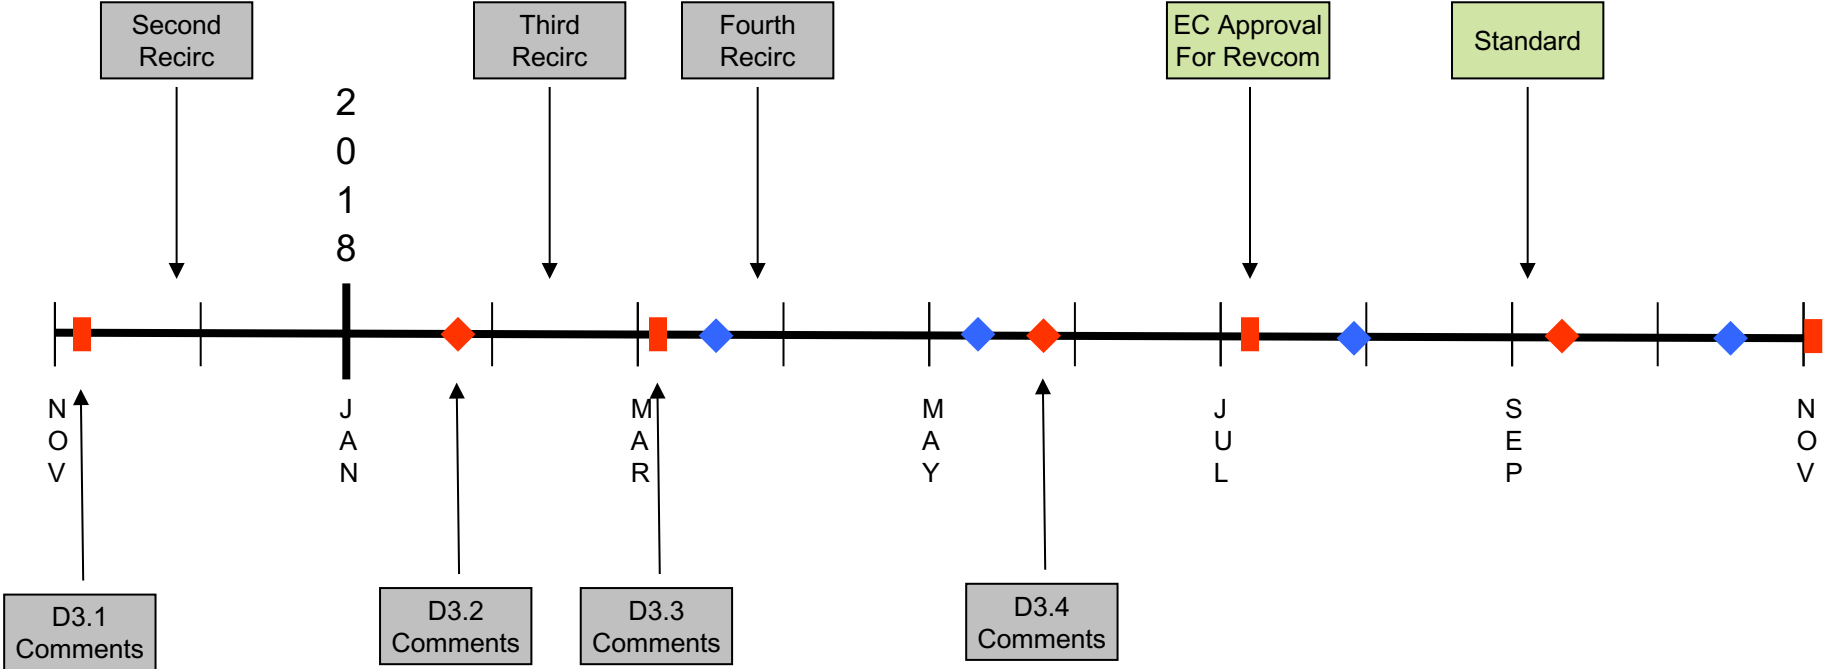 Second
Recirc
Third
Recirc
Fourth
Recirc
EC Approval
For Revcom
Standard
2
0
1
8
N
O
V
J
A
N
M
A
R
M
A
Y
J
U
L
S
E
P
N
O
V
D3.1
Comments
D3.2
Comments
D3.3
Comments
D3.4
Comments